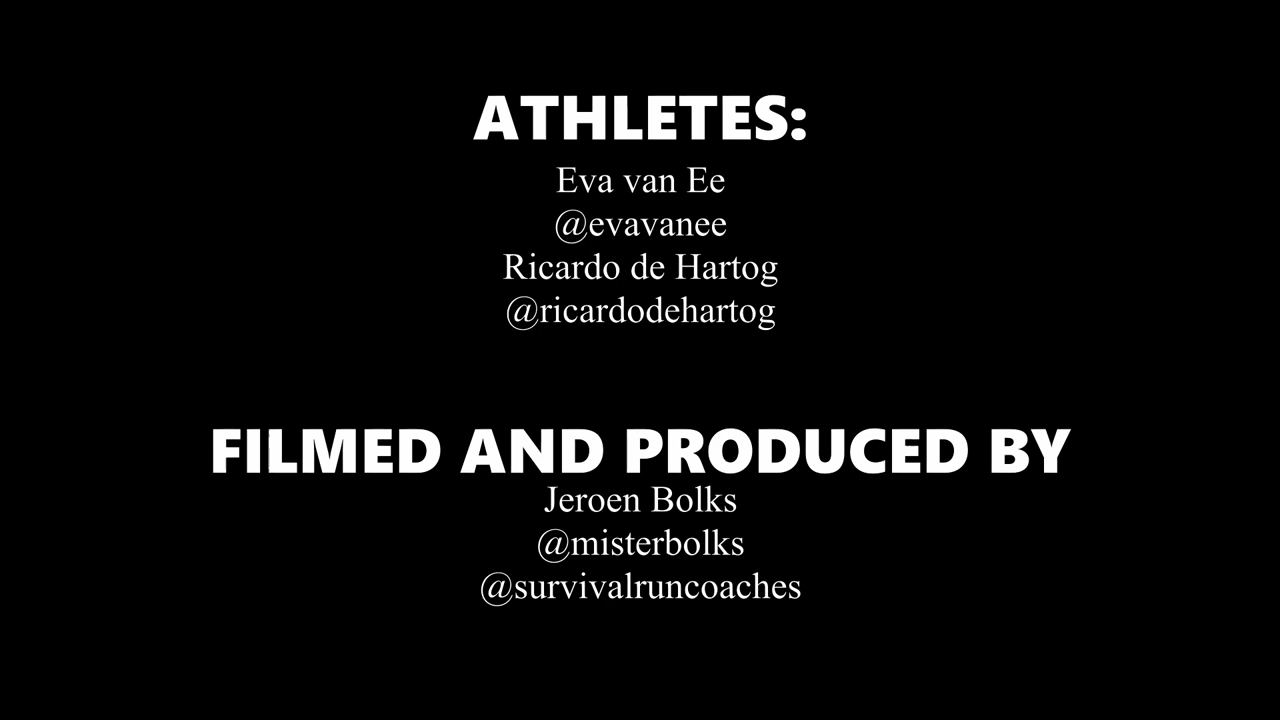 ATHLETES:
Eva van Ee
@evavanee
Ricardo de Hartog
@ricardodehartog
FILMED AND PRODUCED BY
Jeroen Bolks
@misterbolks
@survivalruncoaches